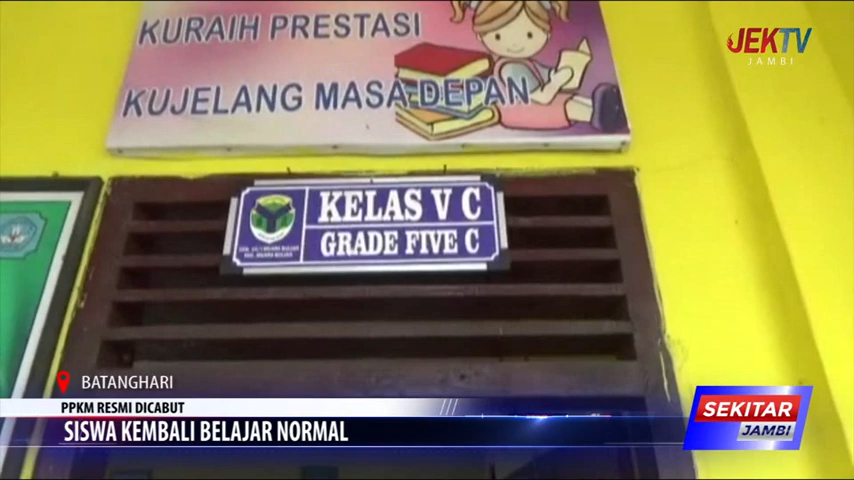 KURAIH PRESTASI
KUJELANG MASA DEPAN
JEKTV
JAMBI
KELAS V C
GRADE FIVE C
BATANGHARI
PPKM RESMI DICABUT
SISWA KEMBALI BELAJAR NORMAL
SEKITAR
JAMBI